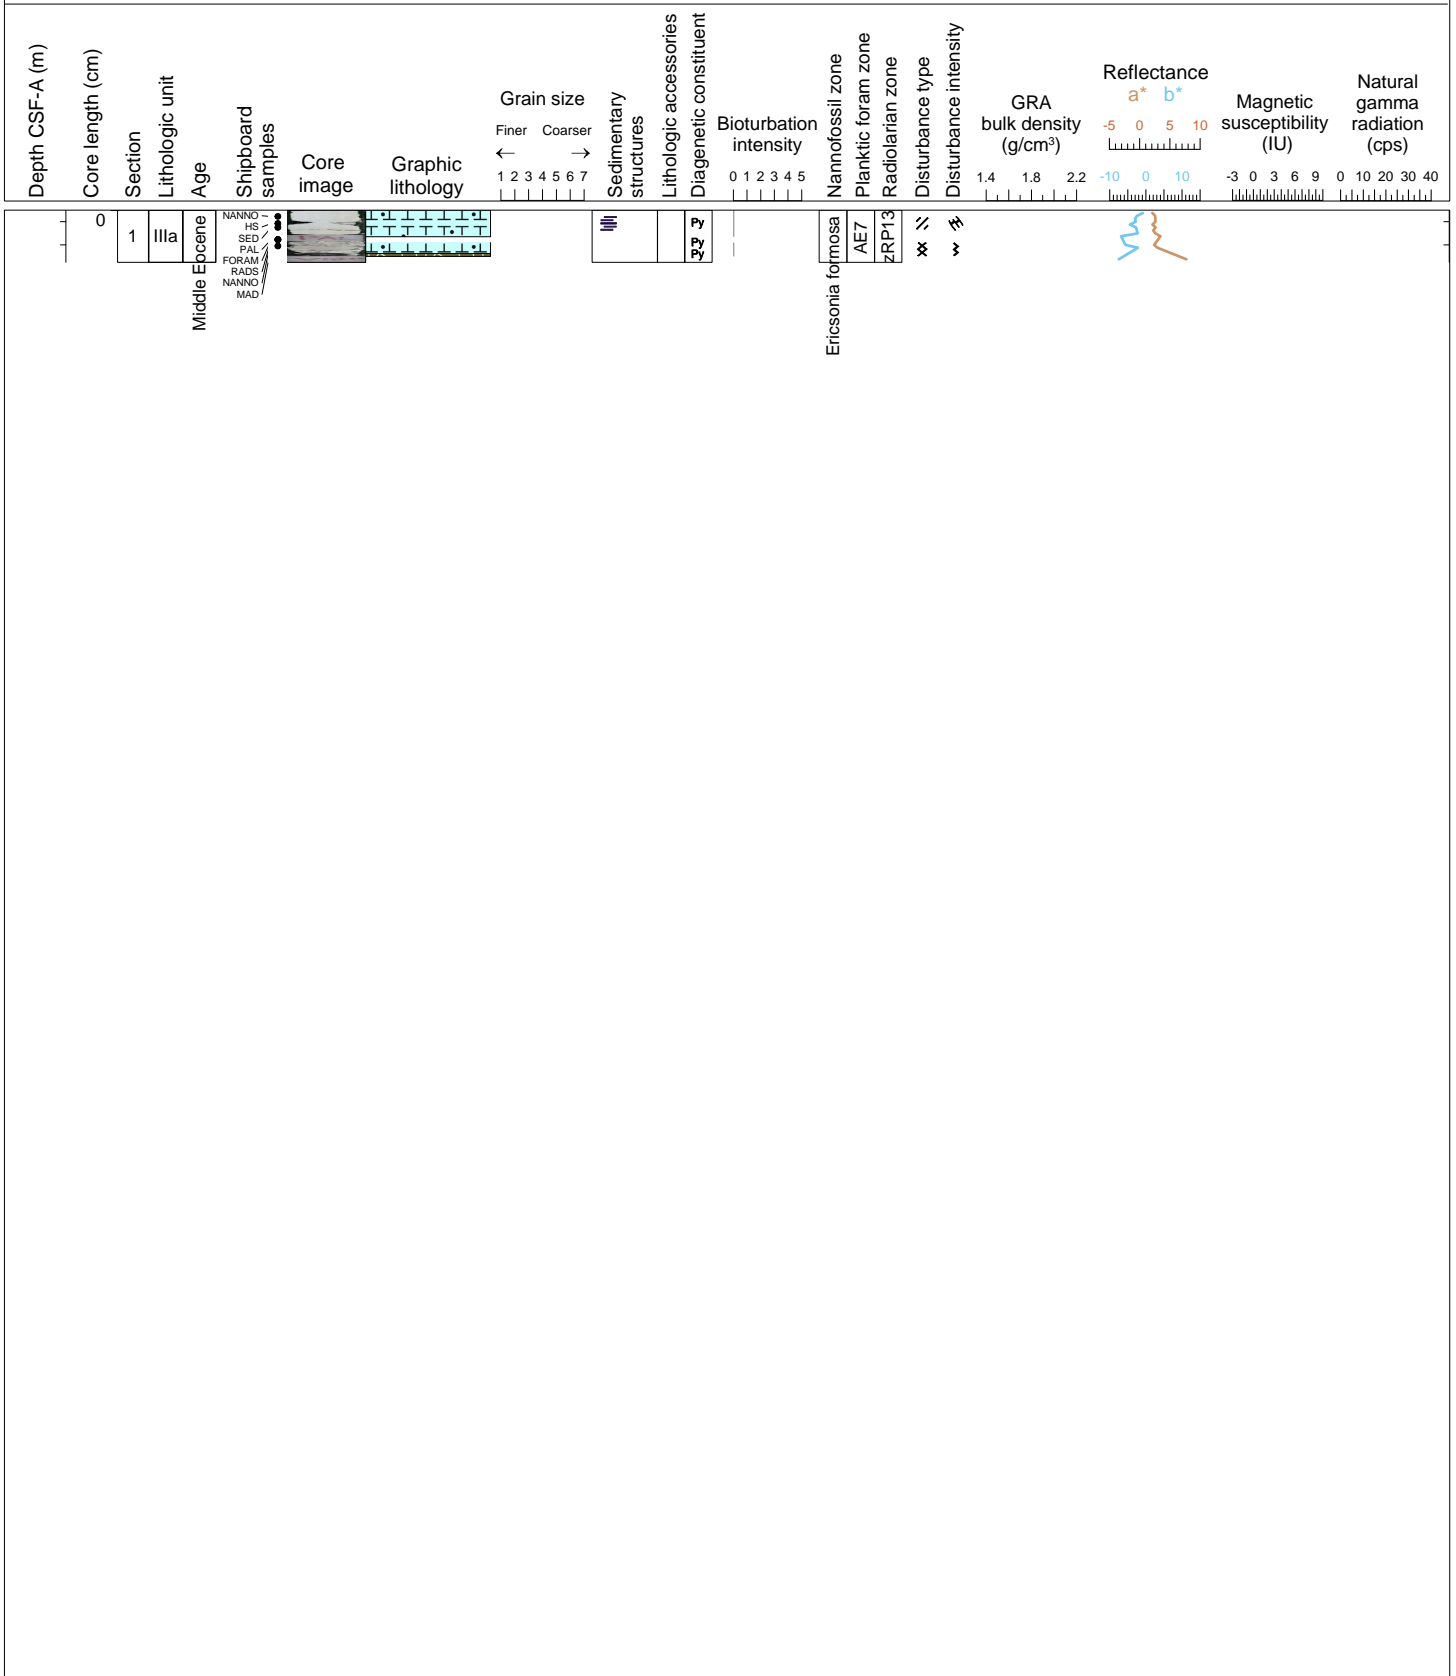 Depth CSF-A (m)
Core length (cm)
Section
Lithologic unit
Age
Shipboard
samples
Core
image
Graphic
lithology
Grain size
Finer Coarser
← →
1 2 3 4 5 6 7
Sedimentary
structures
Lithologic accessories
Diagenetic constituent
Bioturbation
intensity
0 1 2 3 4 5
Nannofossil zone
Planktic foram zone
Radiolarian zone
Disturbance type
Disturbance intensity
GRA
bulk density
(g/cm³)
1.4 1.8 2.2
Reflectance
a* b*
-5 0 5 10
-10 0 10
Magnetic
susceptibility
(IU)
-3 0 3 6 9
Natural
gamma
radiation
(cps)
0 10 20 30 40
0
1
IIIa
Middle Eocene
NANNO
HS
SED
PAL
FORAM
RADS
NANNO
MAD
Py
Py
Py
Ericsonia formosa
AE7
zRP13